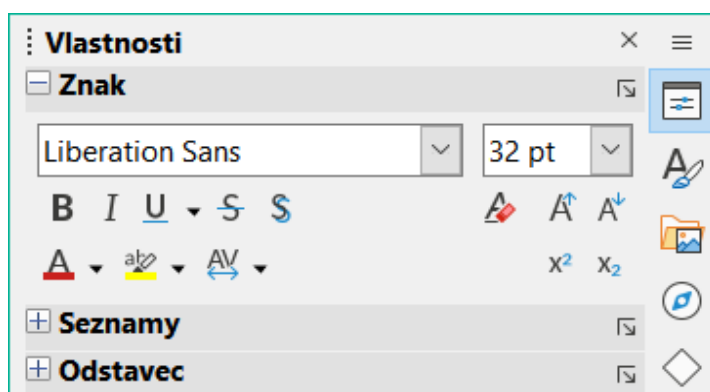 Vlastnosti
Znak
Liberation Sans 32 pt
Seznamy
Odstavec